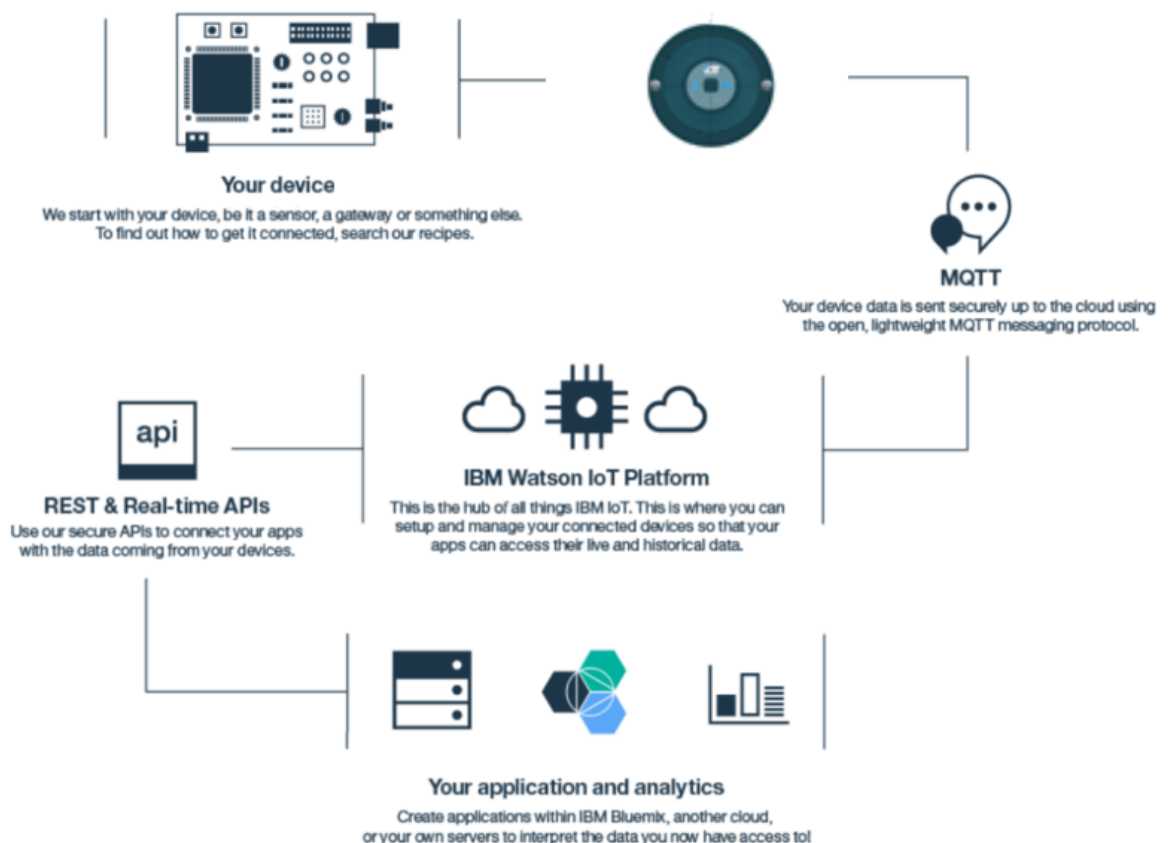 Your device
We start with your device, be it a sensor, a gateway or something else.
To find out how to get it connected, search our recipes.
MQTT
Your device data is sent securely up to the cloud using
the open, lightweight MQTT messaging protocol.
api
REST & Real-time APIs
Use our secure APIs to connect your apps
with the data coming from your devices.
IBM Watson IoT Platform
This is the hub of all things IBM IoT. This is where you can
setup and manage your connected devices so that your
apps can access their live and historical data.
Your application and analytics
Create applications within IBM Bluemix, another cloud,
or your own servers to interpret the data you now have access to!